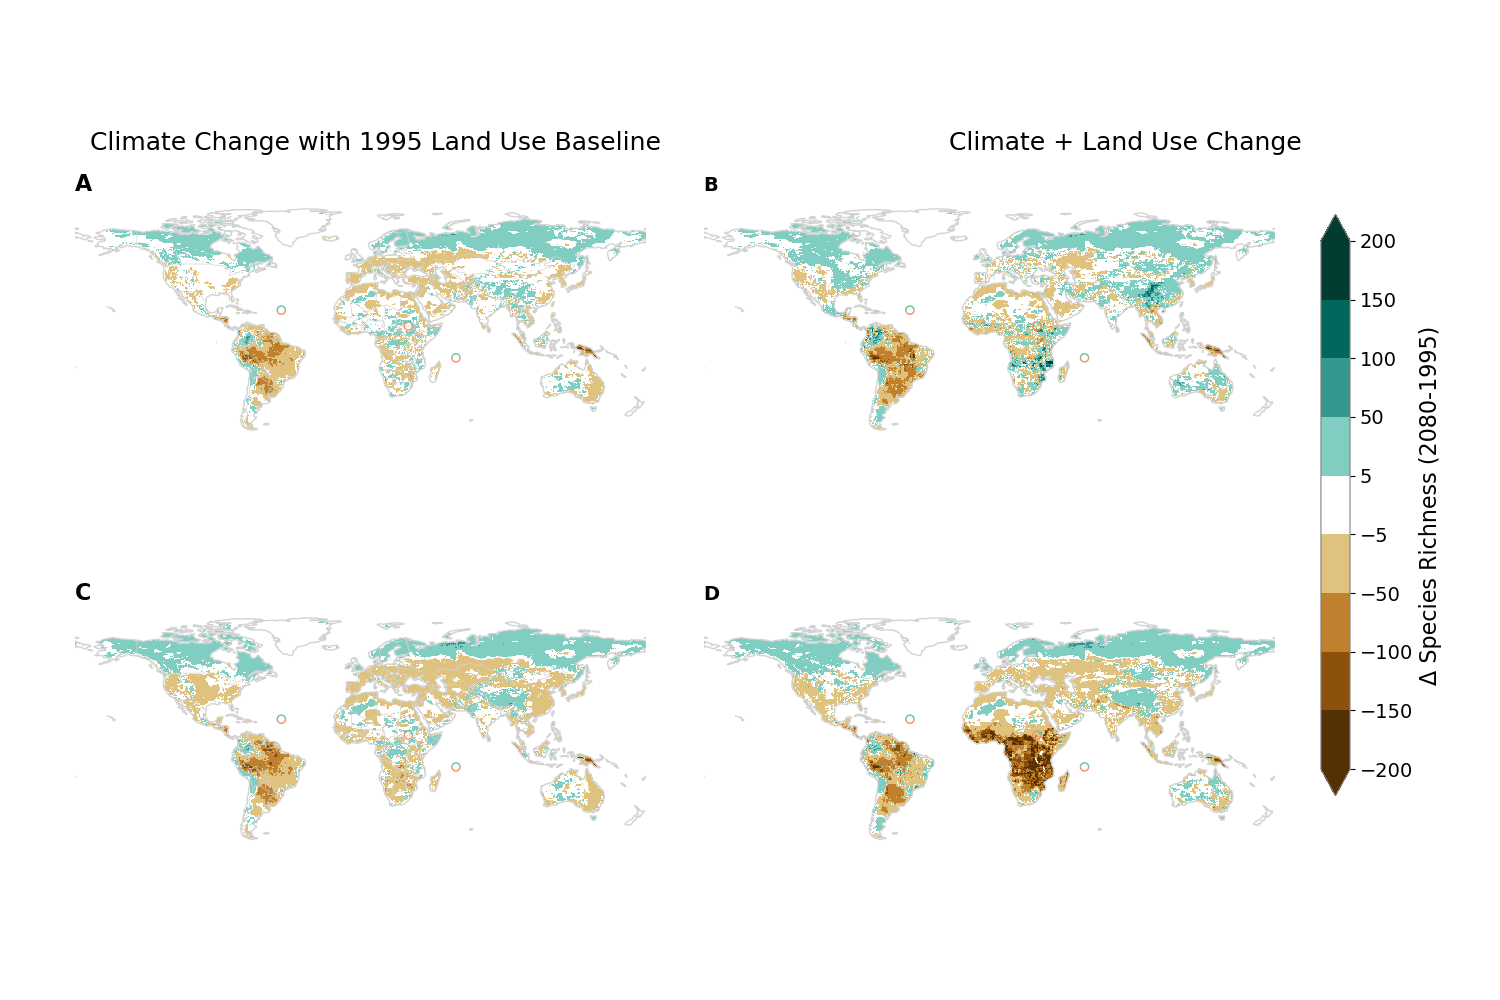 Climate Change with 1995 Land Use Baseline
Climate + Land Use Change
A
B
200
150
100
50
5
−5
−50
−100
−150
−200
Δ Species Richness (2080-1995)
C
D